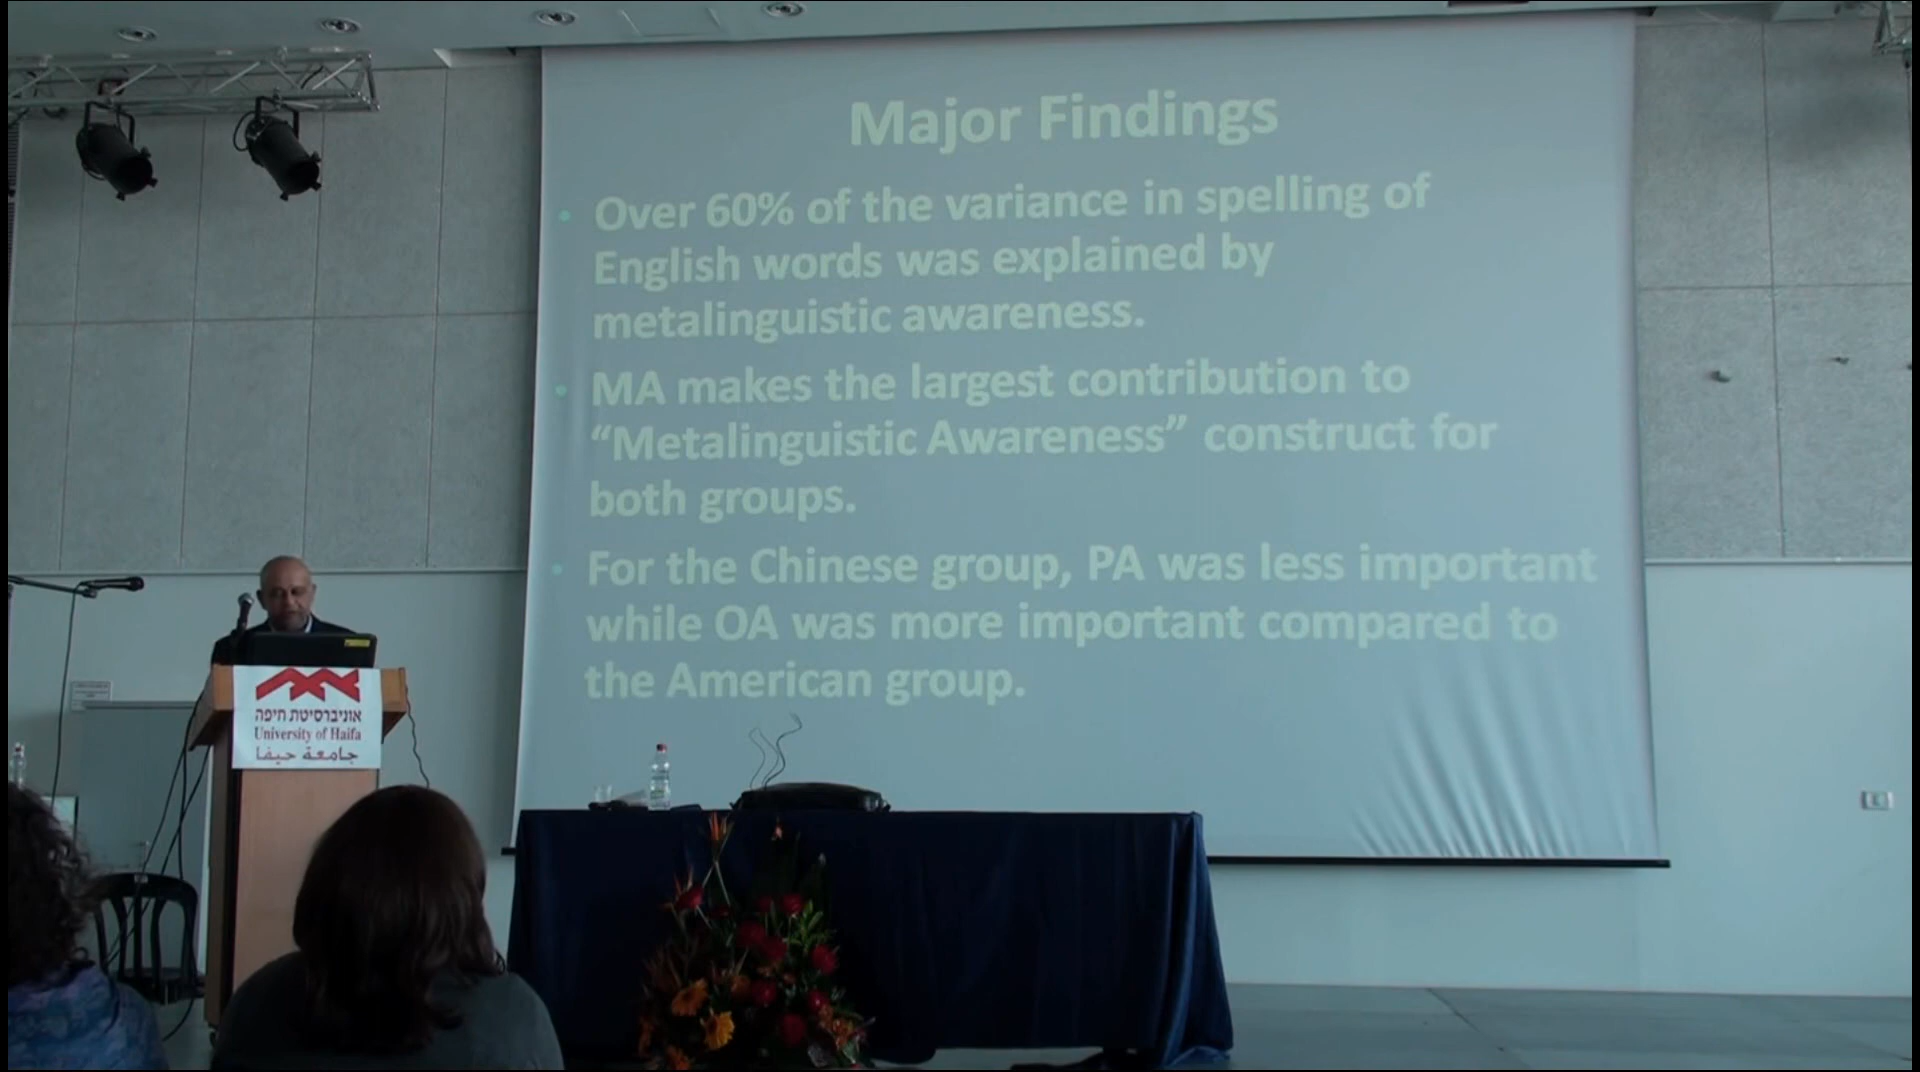 Major Findings
• Over 60% of the variance in spelling of
English words was explained by
metalinguistic awareness.
• MA makes the largest contribution to
“Metalinguistic Awareness” construct for
both groups.
• For the Chinese group, PA was less important
while OA was more important compared to
the American group.
אוניברסיטת חיפה
University of Haifa
جامعة حيفا